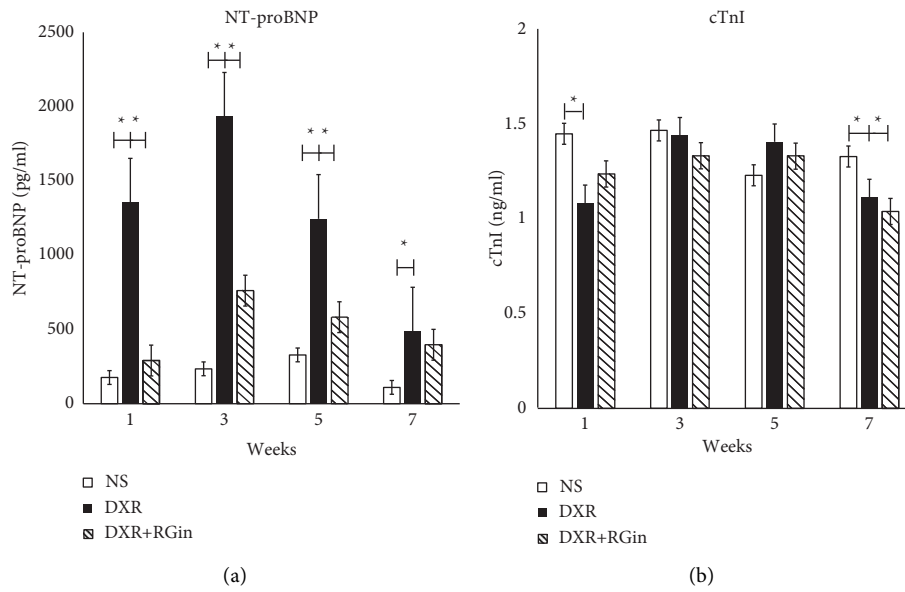 NT-proBNP
NT-proBNP (pg/ml)
2500
2000
1500
1000
500
0
* *
* *
* *
*
1 3 5 7
Weeks
NS
DXR
DXR+RGin
(a)
cTnI
cTnI (ng/ml)
2
1.5
1
0.5
0
*
* *
1 3 5 7
Weeks
NS
DXR
DXR+RGin
(b)